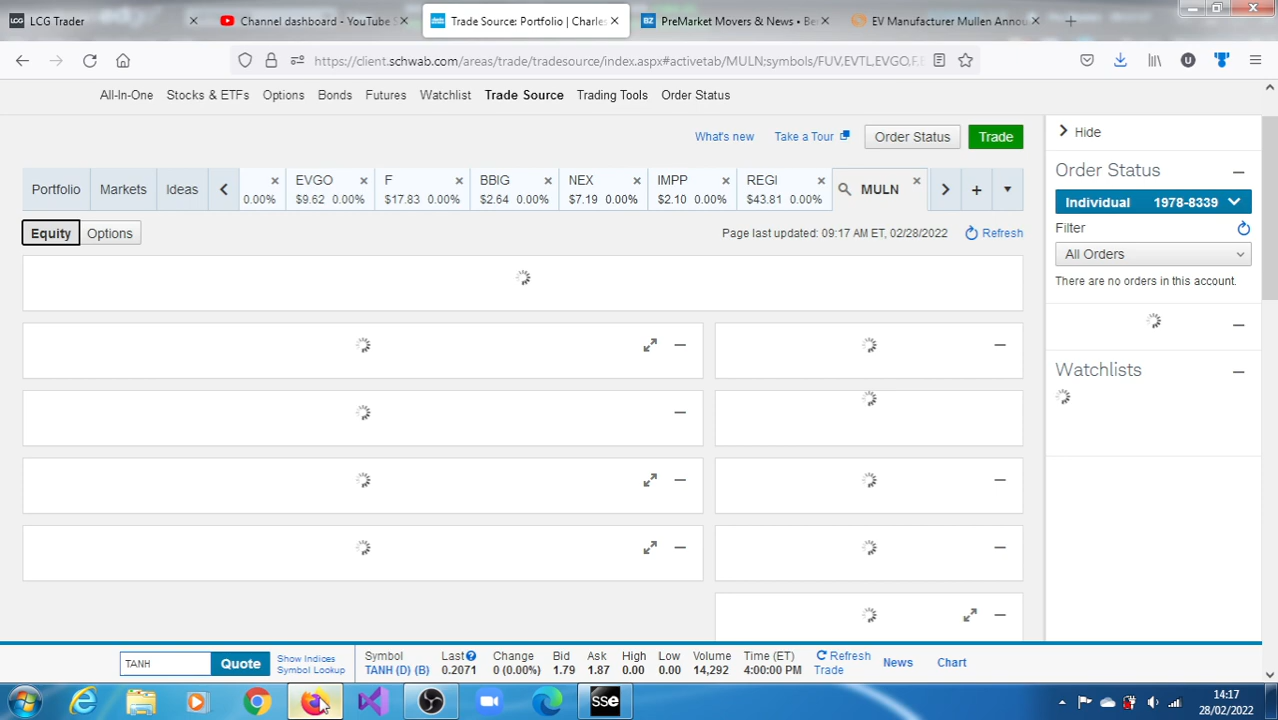 LCG LCG Trader
Channel dashboard - YouTube S
Trade Source: Portfolio | Charles
BZ PreMarket Movers & News • Be
EV Manufacturer Mullen Annou
https://client.schwab.com/areas/trade/tradesource/index.aspx#activetab/MULN;symbols/FUV,EVTL,EVGO,F,
All-In-One Stocks & ETFs Options Bonds Futures Watchlist Trade Source Trading Tools Order Status
What's new Take a Tour Order Status Trade
Hide
Portfolio Markets Ideas
0.00%
EVGO
$9.62 0.00%
F
$17.83 0.00%
BBIG
$2.64 0.00%
NEX
$7.19 0.00%
IMPP
$2.10 0.00%
REGI
$43.81 0.00%
MULN
Equity Options
Page last updated: 09:17 AM ET, 02/28/2022 Refresh
Order Status
Individual 1978-8339
Filter
All Orders
There are no orders in this account.
Watchlists
TANH Quote
Show Indices
Symbol Lookup
Symbol Last Change Bid Ask High Low Volume Time (ET) Refresh
TANH (D) (B) 0.2071 0 (0.00%) 1.79 1.87 0.00 0.00 14,292 4:00:00 PM Trade
News Chart
SSE
14:17
28/02/2022